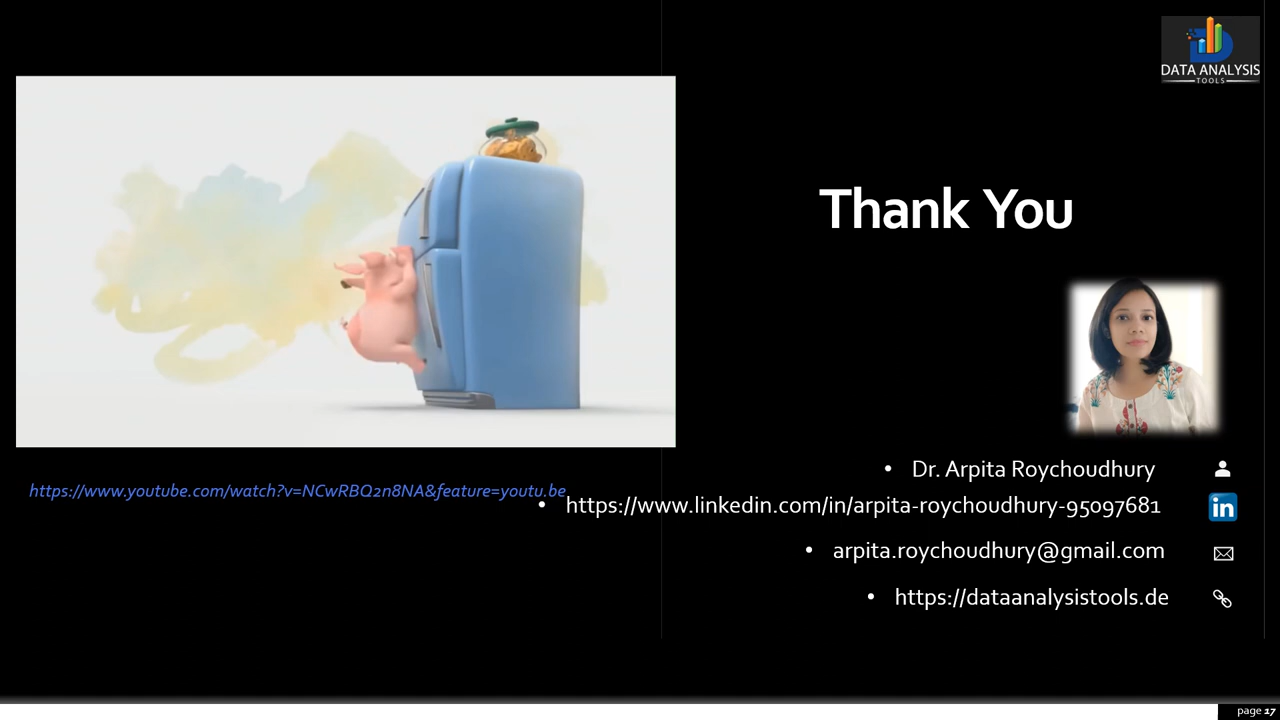 DATA ANALYSIS
TOOLS
Thank You
https://www.youtube.com/watch?v=NCwRBQ2n8NA&feature=youtu.be
• Dr. Arpita Roychoudhury
• https://www.linkedin.com/in/arpita-roychoudhury-95097681
in
• arpita.roychoudhury@gmail.com
• https://dataanalysistools.de
page 17